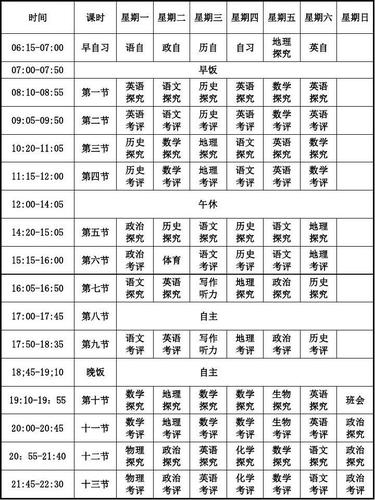 时间 课时 星期一 星期二 星期三 星期四 星期五 星期六 星期日
06:15-07:00 早自习 语自 政自 历自 自习 地理探究 英自
07:00-07:50 早饭
08:10-08:55 第一节 英语探究 语文探究 历史探究 英语探究 数学探究 英语探究
09:05-09:50 第二节 英语考评 语文考评 历史考评 英语考评 数学考评 英语考评
10:20-11:05 第三节 历史探究 数学探究 地理探究 语文探究 英语探究 数学探究
11:15-12:00 第四节 历史考评 数学考评 地理考评 语文考评 英语考评 数学考评
12:00-14:05 午休
14:20-15:05 第五节 政治探究 历史探究 语文探究 历史探究 语文探究 地理探究
15:15-16:00 第六节 政治考评 体育 语文考评 历史考评 语文考评 地理考评
16:05-16:50 第七节 语文探究 英语探究 写作听力 地理探究 政治探究 历史探究
17:00-17:45 第八节 自主
17:50-18:35 第九节 语文考评 英语考评 写作听力 地理考评 政治考评 历史考评
18;45-19;10 晚饭 自主
19:10-19：55 第十节 数学探究 地理探究 数学探究 数学探究 生物探究 英语探究 班会
20:00-20:45 十一节 数学考评 地理考评 数学考评 数学考评 生物考评 英语考评 政治探究
20：55-21:40 十二节 物理探究 政治探究 英语探究 化学探究 数学探究 语文探究 政治考评
21:45-22:30 十三节 物理考评 政治考评 英语考评 化学考评 数学考评 语文考评 政治考评